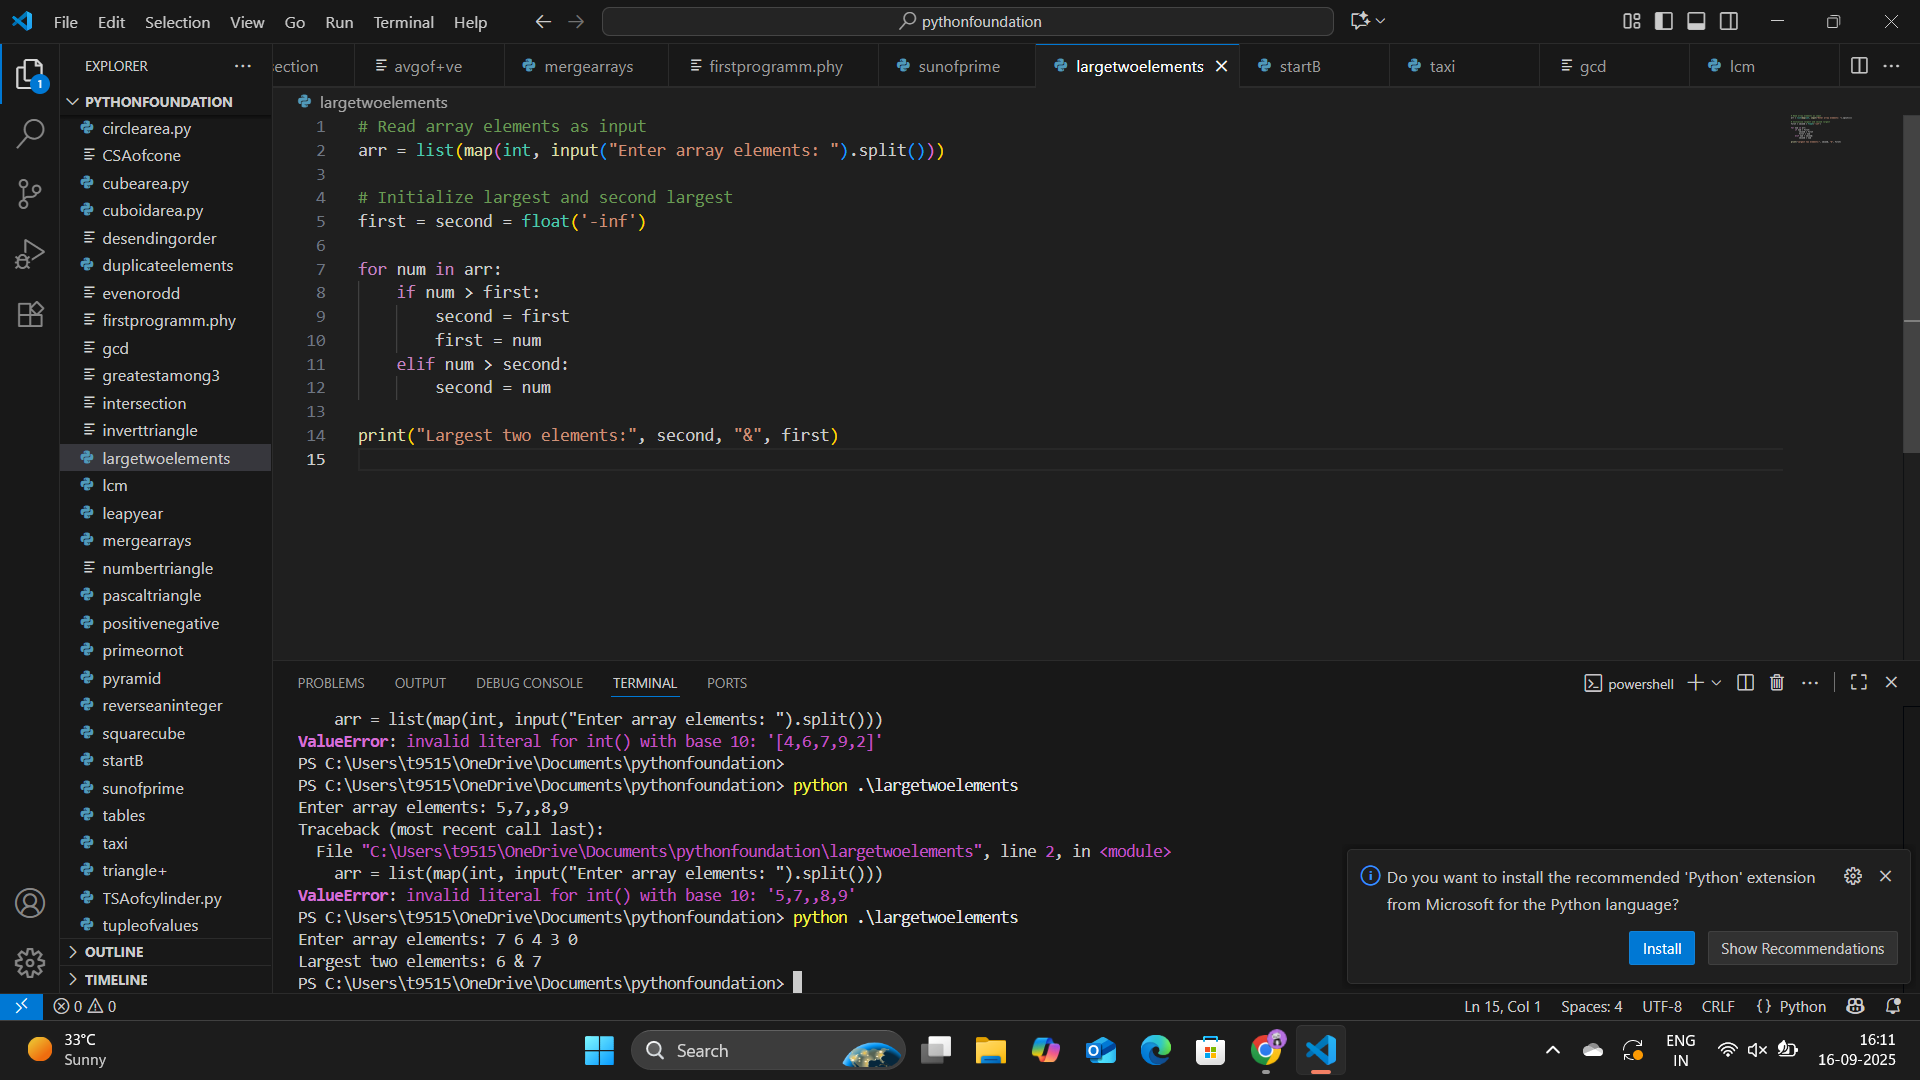 File Edit Selection View Go Run Terminal Help
pythonfoundation
EXPLORER
ection
avgof+ve
mergearrays
firstprogramm.phy
sunofprime
largetwoelements
startB
taxi
gcd
lcm
1
PYTHONFOUNDATION
circlearea.py
CSAofcone
cubearea.py
cuboidarea.py
desendingorder
duplicateelements
evenorodd
firstprogramm.phy
gcd
greatestamong3
intersection
inverttriangle
largetwoelements
lcm
leapyear
mergearrays
numbertriangle
pascaltriangle
positivenegative
primeornot
pyramid
reverseaninteger
squarecube
startB
sunofprime
tables
taxi
triangle+
TSAofcylinder.py
tupleofvalues
OUTLINE
TIMELINE
largetwoelements
1 # Read array elements as input
2 arr = list(map(int, input("Enter array elements: ").split()))
3
4 # Initialize largest and second largest
5 first = second = float('-inf')
6
7 for num in arr:
8     if num > first:
9         second = first
10         first = num
11     elif num > second:
12         second = num
13
14 print("Largest two elements:", second, "&", first)
15
PROBLEMS OUTPUT DEBUG CONSOLE TERMINAL PORTS
powershell
    arr = list(map(int, input("Enter array elements: ").split()))
ValueError: invalid literal for int() with base 10: '[4,6,7,9,2]'
PS C:\Users\t9515\OneDrive\Documents\pythonfoundation>
PS C:\Users\t9515\OneDrive\Documents\pythonfoundation> python .\largetwoelements
Enter array elements: 5,7,,8,9
Traceback (most recent call last):
  File "C:\Users\t9515\OneDrive\Documents\pythonfoundation\largetwoelements", line 2, in <module>
    arr = list(map(int, input("Enter array elements: ").split()))
ValueError: invalid literal for int() with base 10: '5,7,,8,9'
PS C:\Users\t9515\OneDrive\Documents\pythonfoundation> python .\largetwoelements
Enter array elements: 7 6 4 3 0
Largest two elements: 6 & 7
PS C:\Users\t9515\OneDrive\Documents\pythonfoundation>
Do you want to install the recommended 'Python' extension
from Microsoft for the Python language?
Install
Show Recommendations
0 0
Ln 15, Col 1 Spaces: 4 UTF-8 CRLF {} Python
33°C
Sunny
Search
ENG
IN
16:11
16-09-2025